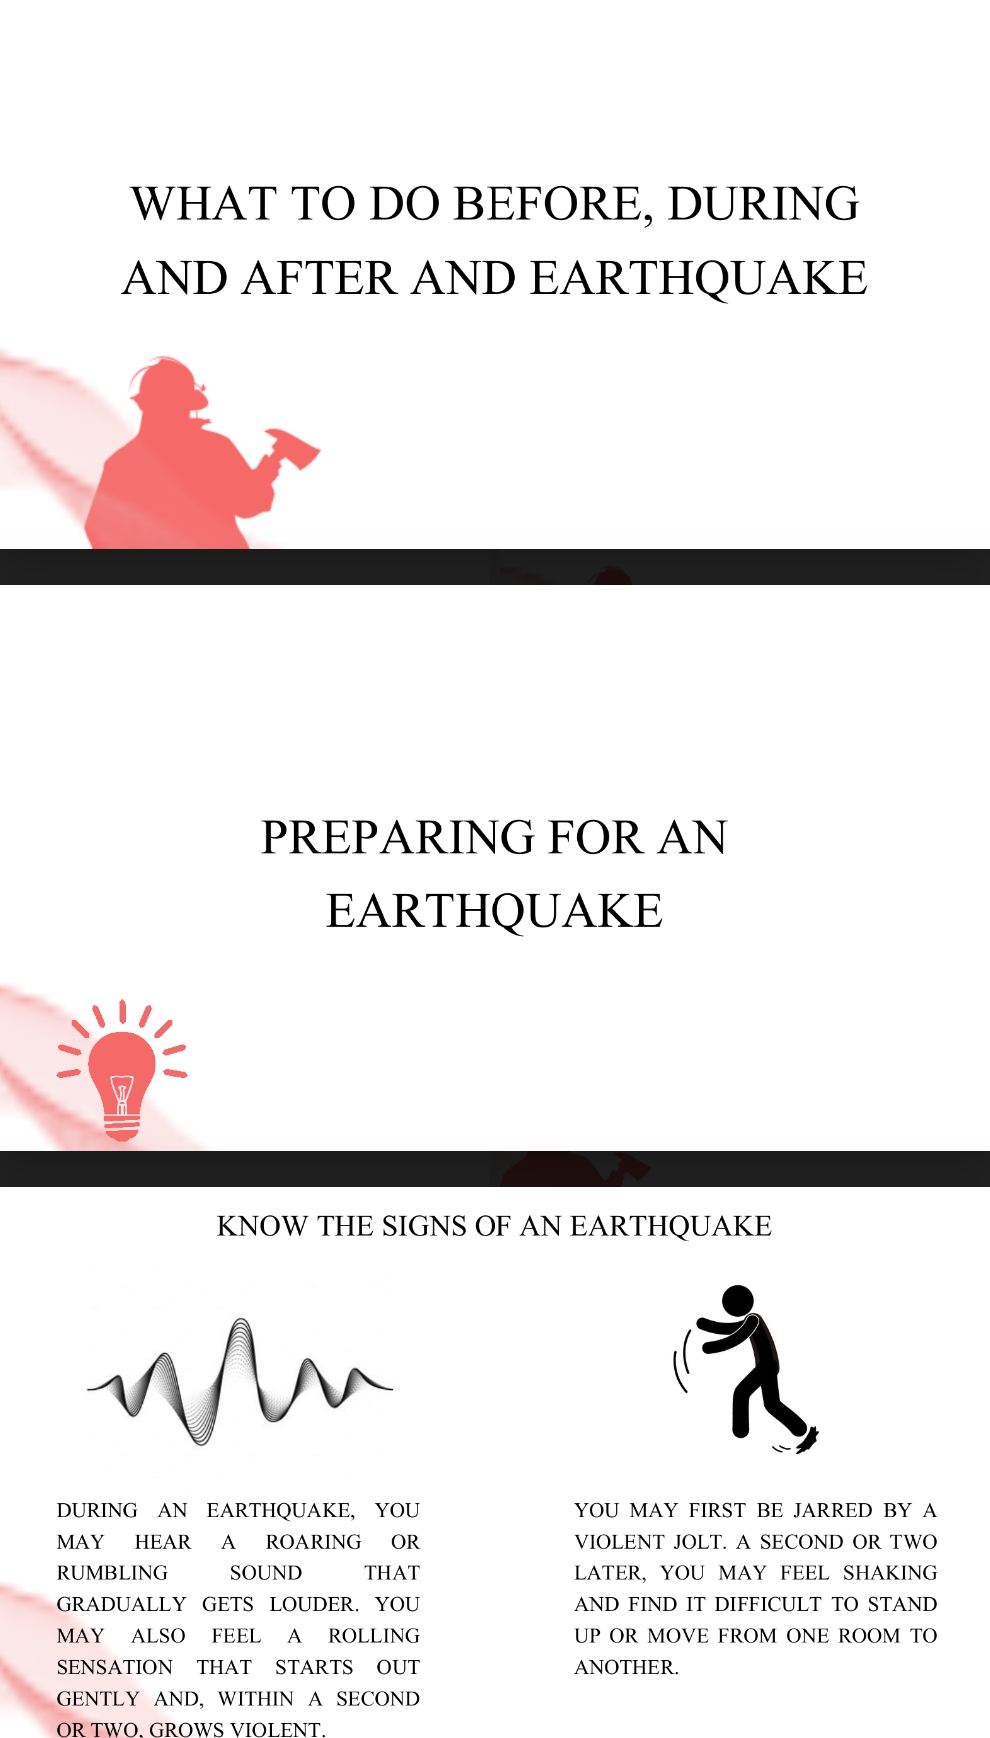 WHAT TO DO BEFORE, DURING
AND AFTER AND EARTHQUAKE
PREPARING FOR AN
EARTHQUAKE
KNOW THE SIGNS OF AN EARTHQUAKE
DURING AN EARTHQUAKE, YOU
MAY HEAR A ROARING OR
RUMBLING SOUND THAT
GRADUALLY GETS LOUDER. YOU
MAY ALSO FEEL A ROLLING
SENSATION THAT STARTS OUT
GENTLY AND, WITHIN A SECOND
OR TWO, GROWS VIOLENT.
YOU MAY FIRST BE JARRED BY A
VIOLENT JOLT. A SECOND OR TWO
LATER, YOU MAY FEEL SHAKING
AND FIND IT DIFFICULT TO STAND
UP OR MOVE FROM ONE ROOM TO
ANOTHER.